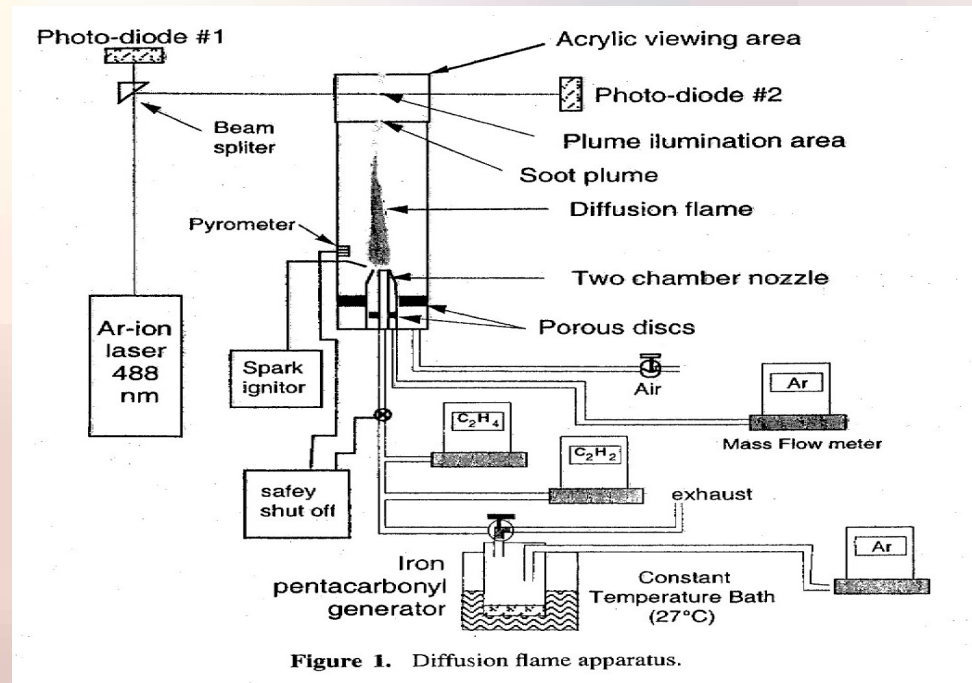 Photo-diode #1
Acrylic viewing area
Photo-diode #2
Beam
spliter
Plume ilumination area
Soot plume
Diffusion flame
Pyrometer
Two chamber nozzle
Porous discs
Ar-ion
laser
488
nm
Spark
ignitor
Air
Ar
Mass Flow meter
C₂H₄
C₂H₂
safey
shut off
exhaust
Iron
pentacarbonyl
generator
Constant
Temperature Bath
(27°C)
Ar
Figure 1. Diffusion flame apparatus.